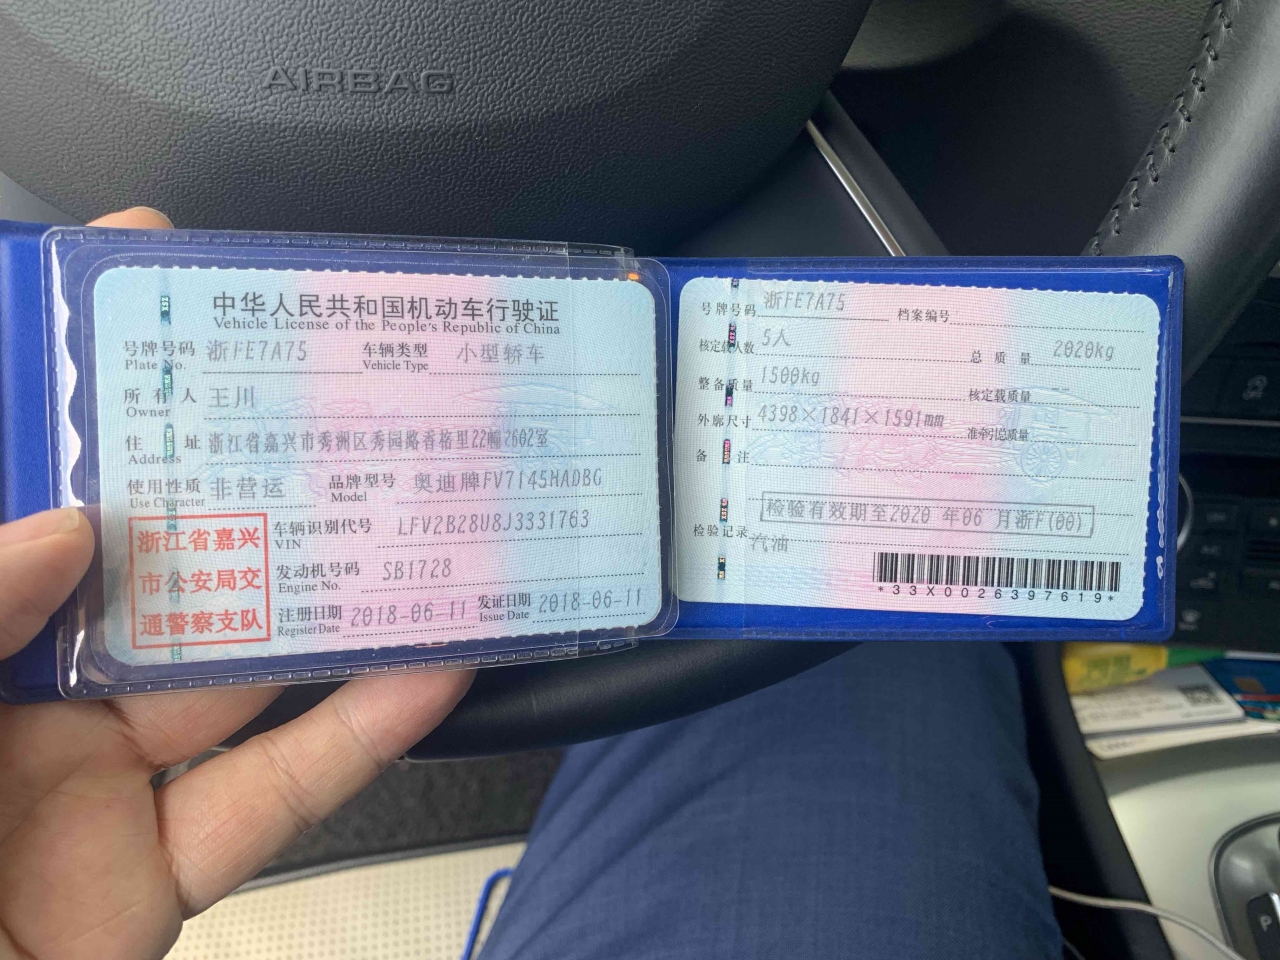 AIRBAG
中华人民共和国机动车行驶证
Vehicle License of the People's Republic of China
号牌号码 浙FE7A75 车辆类型 小型轿车
Plate No. Vehicle Type
所有人 王川
Owner
住址 浙江省嘉兴市秀洲区秀园路香格里22幢2602室
Address
使用性质 非营运 品牌型号 奥迪牌FV7145HADBG
Use Character Model
浙江省嘉兴
市公安局交
通警察支队
车辆识别代号 LFV2B28U8J3331763
VIN
发动机号码 SB1728
Engine No.
注册日期 2018-06-11 发证日期 2018-06-11
Register Date Issue Date
号牌号码 浙FE7A75 档案编号
核定载人数 5人 总质量 2020kg
整备质量 1500kg 核定载质量 --
外廓尺寸 4398×1841×1591mm 准牵引总质量
备注
检验有效期至2020 年06 月浙F(00)
检验记录 汽油
*33X0026397619*